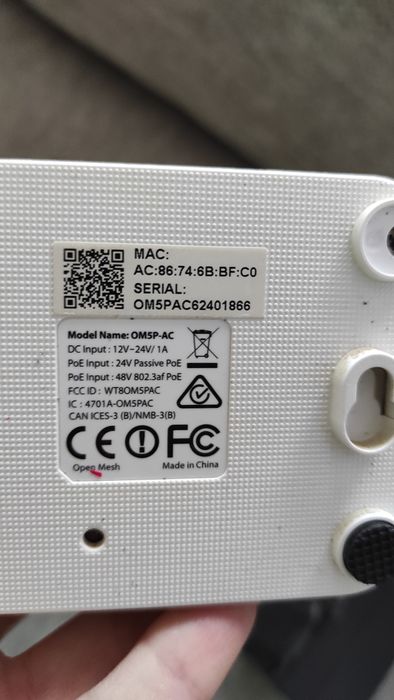 MAC:
AC:86:74:6B:BF:C0
SERIAL:
OM5PAC62401866
Model Name: OM5P-AC
DC Input : 12V~24V/ 1A
PoE Input : 24V Passive PoE
PoE Input : 48V 802.3af PoE
FCC ID : WT8OM5PAC
IC : 4701A-OM5PAC
CAN ICES-3 (B)/NMB-3(B)
CE FC
Open Mesh Made in China